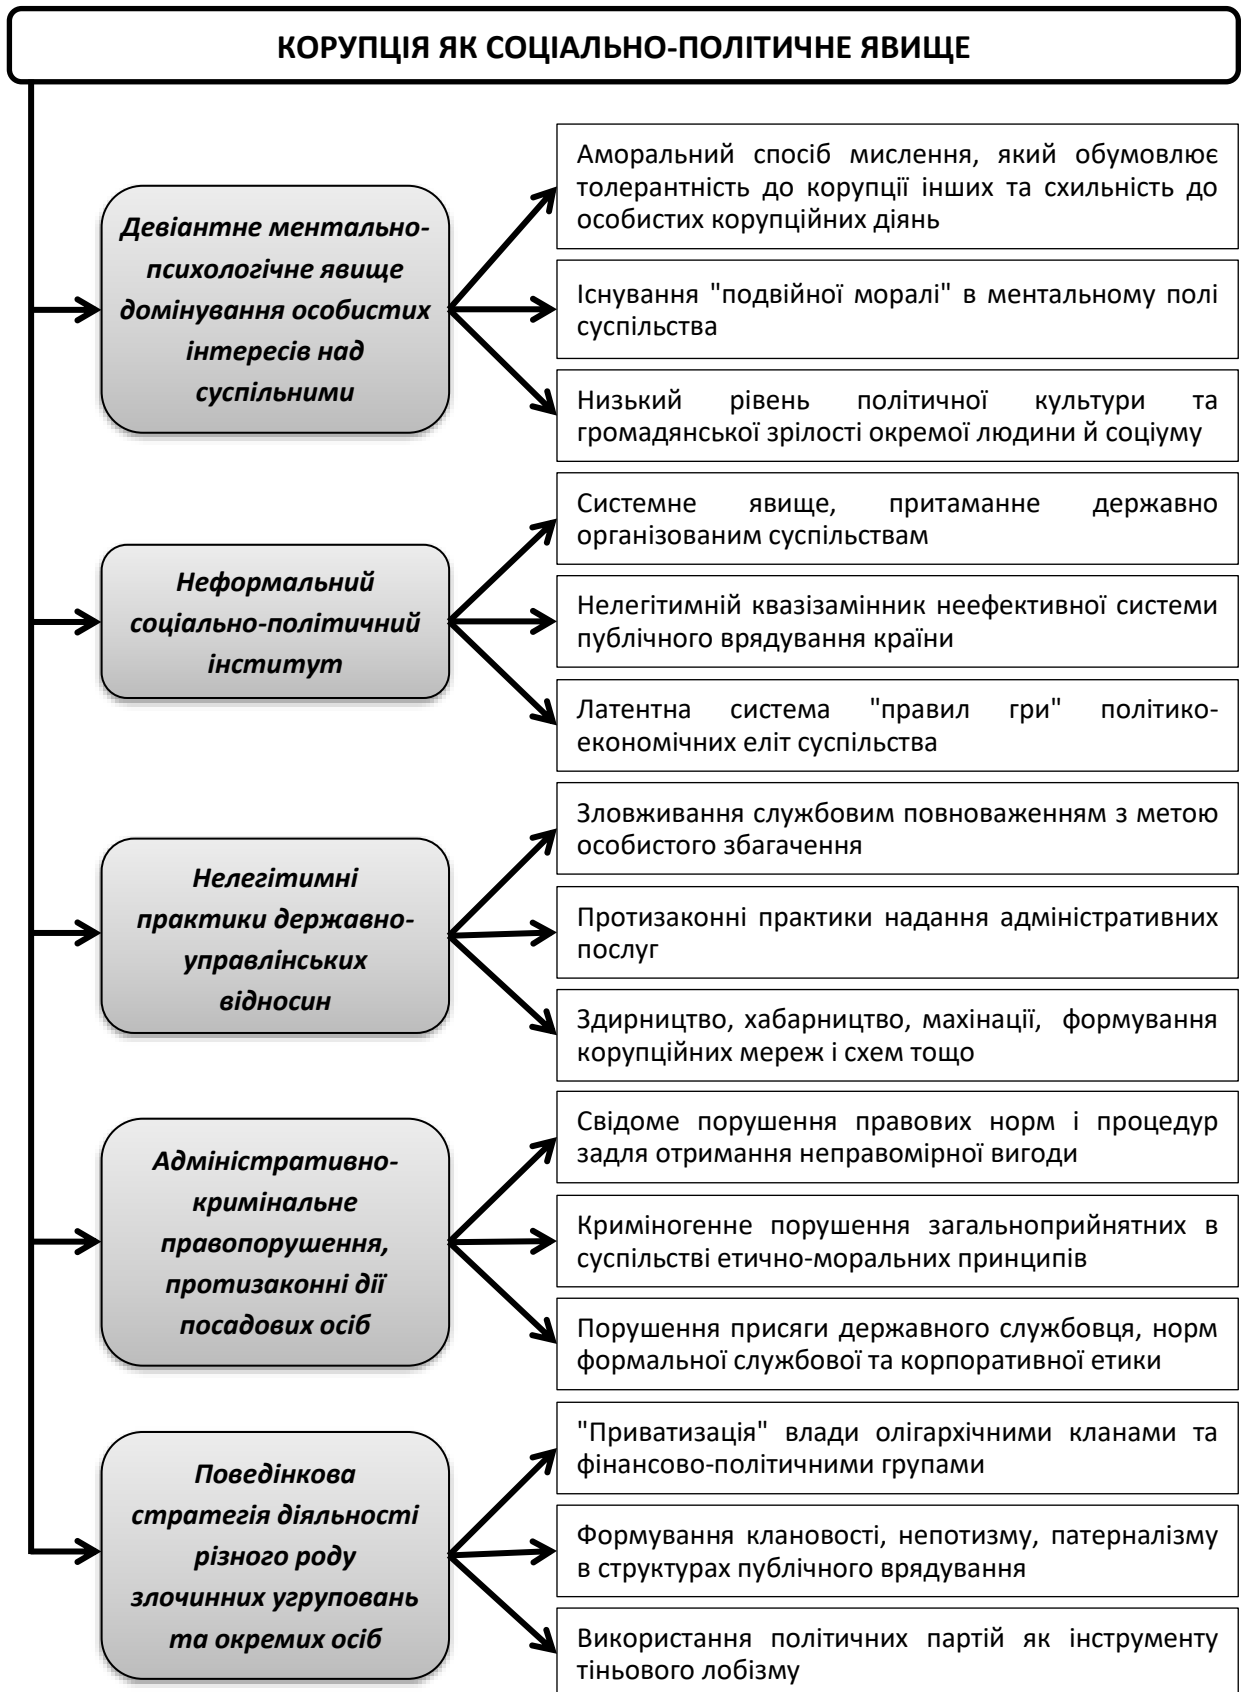 КОРУПЦІЯ ЯК СОЦІАЛЬНО-ПОЛІТИЧНЕ ЯВИЩЕ
Девіантне ментально-
психологічне явище
домінування особистих
інтересів над
суспільними
Аморальний спосіб мислення, який обумовлює
толерантність до корупції інших та схильність до
особистих корупційних діянь
Існування "подвійної моралі" в ментальному полі
суспільства
Низький рівень політичної культури та
громадянської зрілості окремої людини й соціуму
Неформальний
соціально-політичний
інститут
Системне явище, притаманне державно
організованим суспільствам
Нелегітимній квазізамінник неефективної системи
публічного врядування країни
Латентна система "правил гри" політико-
економічних еліт суспільства
Нелегітимні
практики державно-
управлінських
відносин
Зловживання службовим повноваженням з метою
особистого збагачення
Протизаконні практики надання адміністративних
послуг
Здирництво, хабарництво, махінації, формування
корупційних мереж і схем тощо
Адміністративно-
кримінальне
правопорушення,
протизаконні дії
посадових осіб
Свідоме порушення правових норм і процедур
задля отримання неправомірної вигоди
Криміногенне порушення загальноприйнятних в
суспільстві етично-моральних принципів
Порушення присяги державного службовця, норм
формальної службової та корпоративної етики
Поведінкова
стратегія діяльності
різного роду
злочинних угруповань
та окремих осіб
"Приватизація" влади олігархічними кланами та
фінансово-політичними групами
Формування клановості, непотизму, патерналізму
в структурах публічного врядування
Використання політичних партій як інструменту
тіньового лобізму